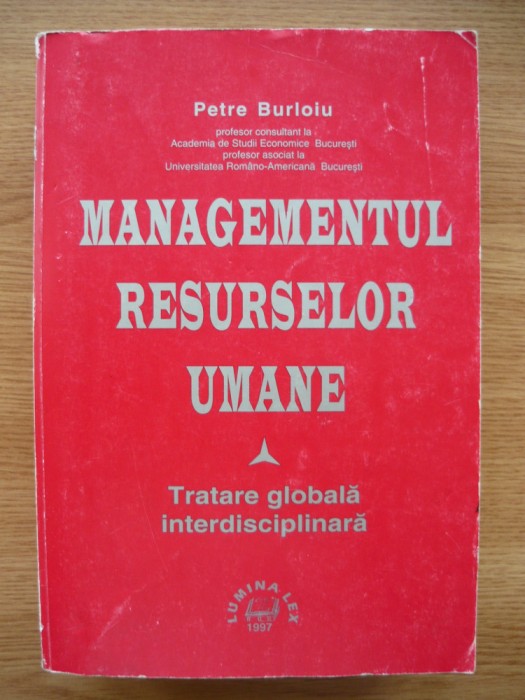 Petre Burloiu
profesor consultant la
Academia de Studii Economice București
profesor asociat la
Universitatea Româno-Americană București
MANAGEMENTUL
RESURSELOR
UMANE
Tratare globală
interdisciplinară
LUMINA LEX
1997